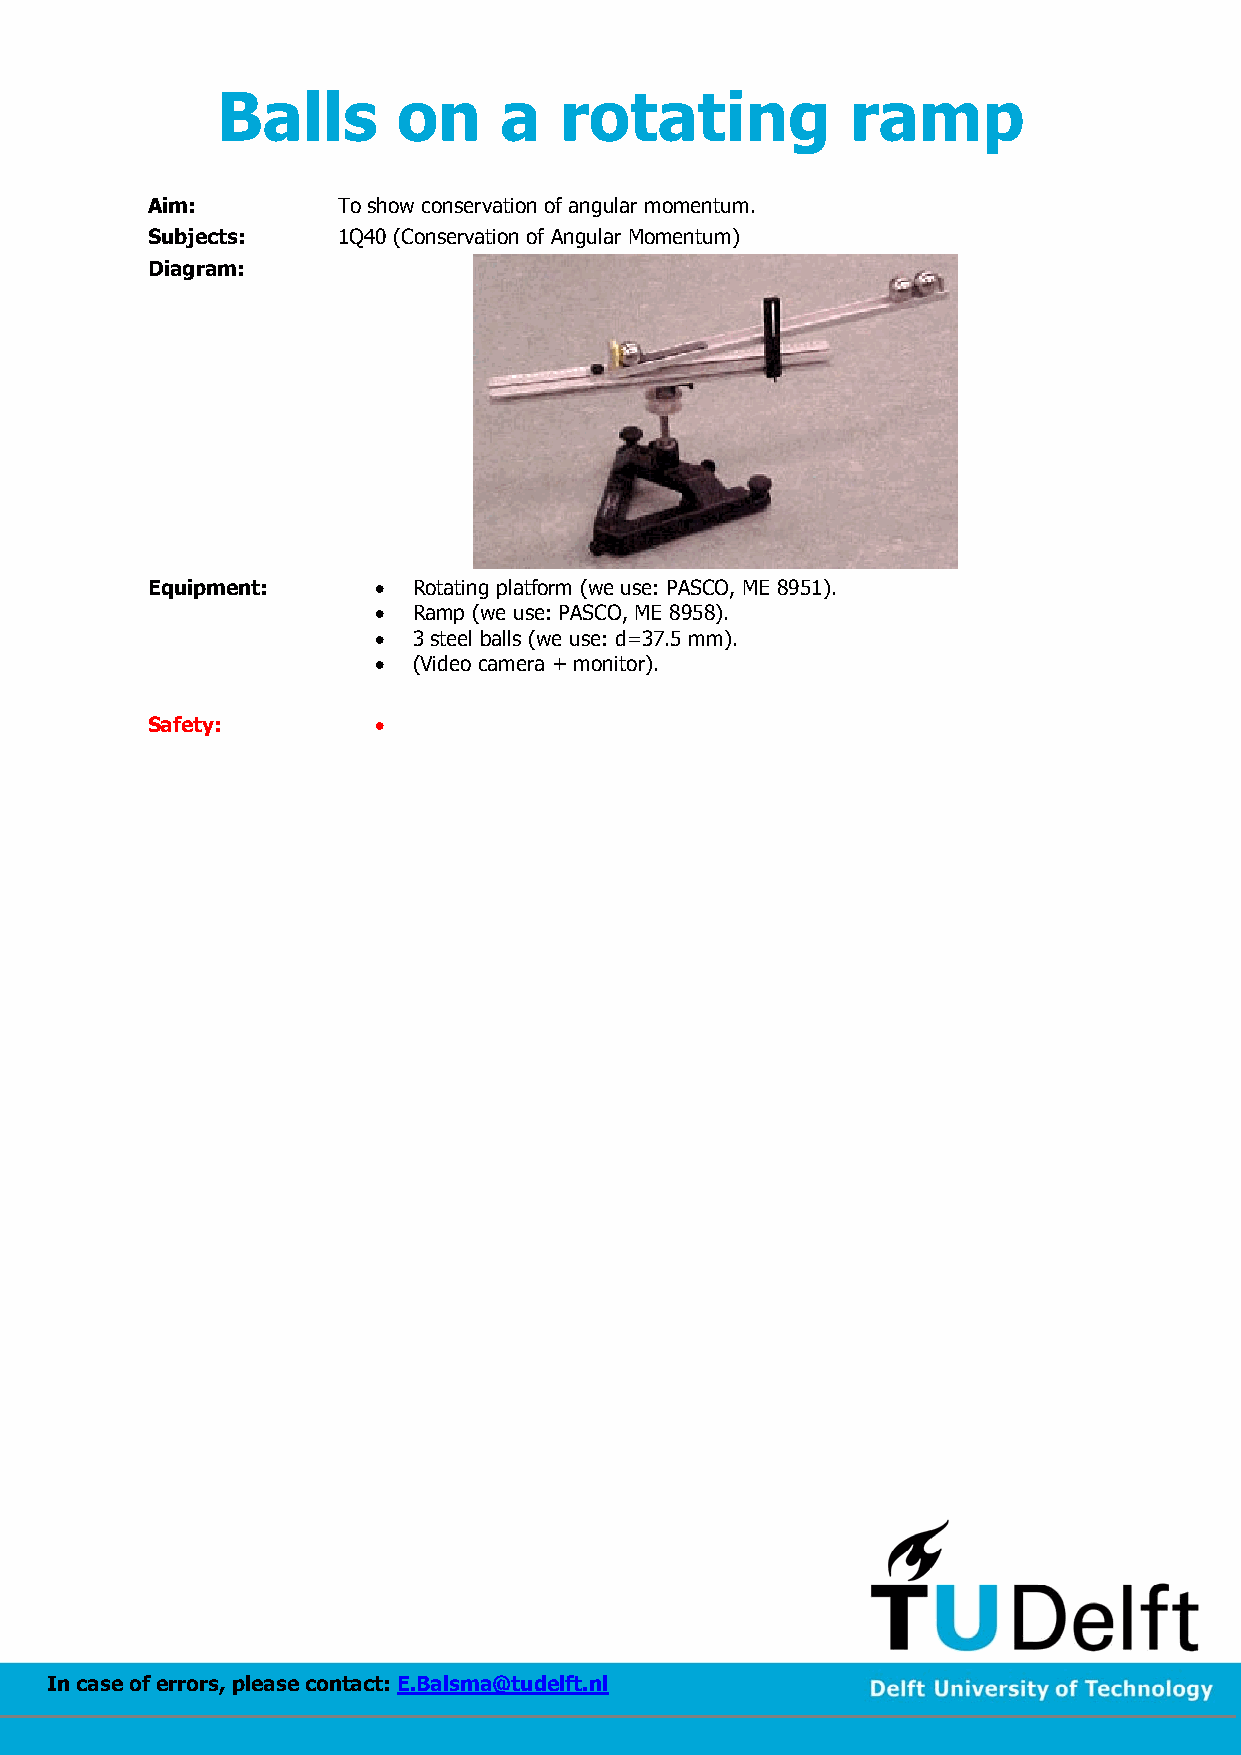 Balls on a rotating ramp
Aim: To show conservation of angular momentum.
Subjects: 1Q40 (Conservation of Angular Momentum)
Diagram:
Equipment: • Rotating platform (we use: PASCO, ME 8951).
• Ramp (we use: PASCO, ME 8958).
• 3 steel balls (we use: d=37.5 mm).
• (Video camera + monitor).
Safety: •
TUDelft
In case of errors, please contact: E.Balsma@tudelft.nl
Delft University of Technology